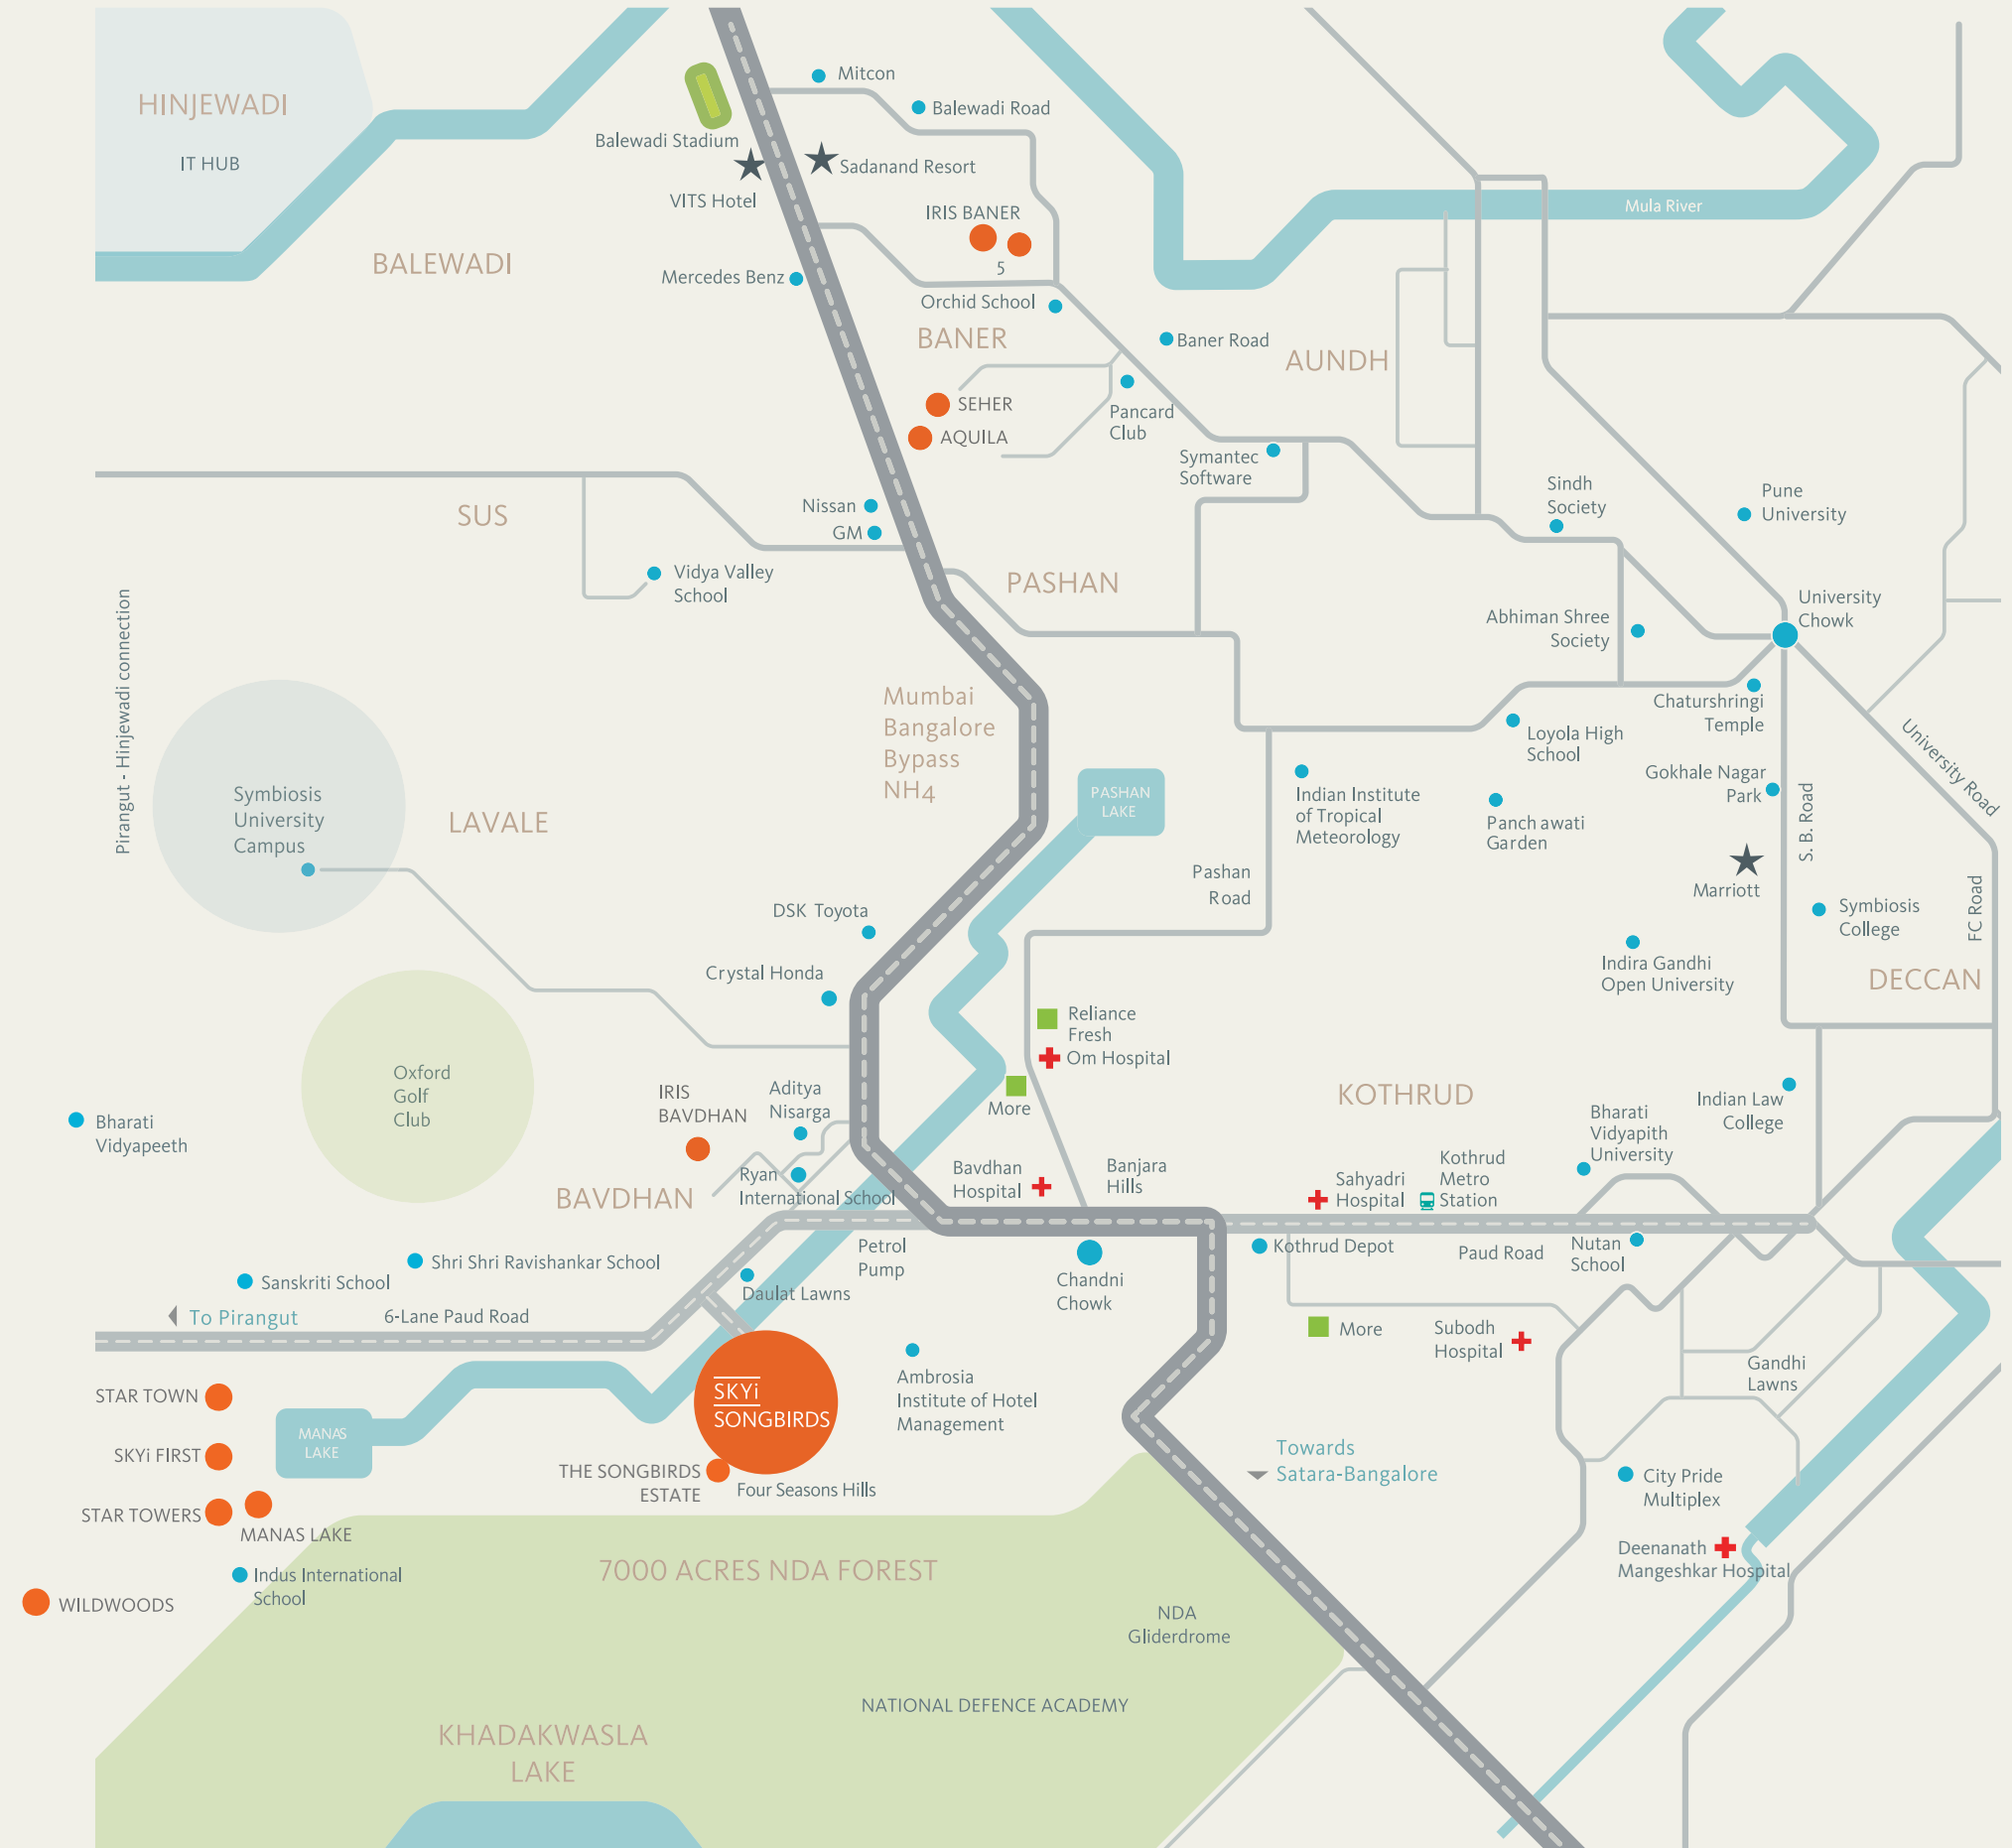 HINJEWADI
IT HUB
Mitcon
Balewadi Road
Balewadi Stadium
Sadanand Resort
VITS Hotel
IRIS BANER
5
Mula River
BALEWADI
Mercedes Benz
Orchid School
BANER
Baner Road
AUNDH
SEHER
AQUILA
Pancard
Club
Symantec
Software
SUS
Nissan
GM
Sindh
Society
Pune
University
Vidya Valley
School
PASHAN
Abhiman Shree
Society
University
Chowk
Pirangut - Hinjewadi connection
Mumbai
Bangalore
Bypass
NH4
Chaturshringi
Temple
Loyola High
School
University Road
Symbiosis
University
Campus
LAVALE
PASHAN
LAKE
Indian Institute
of Tropical
Meteorology
Gokhale Nagar
Park
Panch awati
Garden
S. B. Road
Pashan
Road
Marriott
DSK Toyota
Symbiosis
College
FC Road
Crystal Honda
Indira Gandhi
Open University
DECCAN
Reliance
Fresh
Om Hospital
Oxford
Golf
Club
More
KOTHRUD
IRIS
BAVDHAN
Aditya
Nisarga
Indian Law
College
Bharati
Vidyapeeth
Bharati
Vidyapith
University
Ryan
International School
Bavdhan
Hospital
Banjara
Hills
Sahyadri
Hospital
Kothrud
Metro
Station
BAVDHAN
Petrol
Pump
Kothrud Depot
Paud Road
Nutan
School
Shri Shri Ravishankar School
Sanskriti School
Chandni
Chowk
Daulat Lawns
To Pirangut
6-Lane Paud Road
More
Subodh
Hospital
Gandhi
Lawns
STAR TOWN
SKYi
SONGBIRDS
Ambrosia
Institute of Hotel
Management
MANAS
LAKE
SKYi FIRST
Towards
Satara-Bangalore
THE SONGBIRDS
ESTATE
Four Seasons Hills
City Pride
Multiplex
STAR TOWERS
MANAS LAKE
Indus International
School
7000 ACRES NDA FOREST
Deenanath
Mangeshkar Hospital
WILDWOODS
NDA
Gliderdrome
NATIONAL DEFENCE ACADEMY
KHADAKWASLA
LAKE